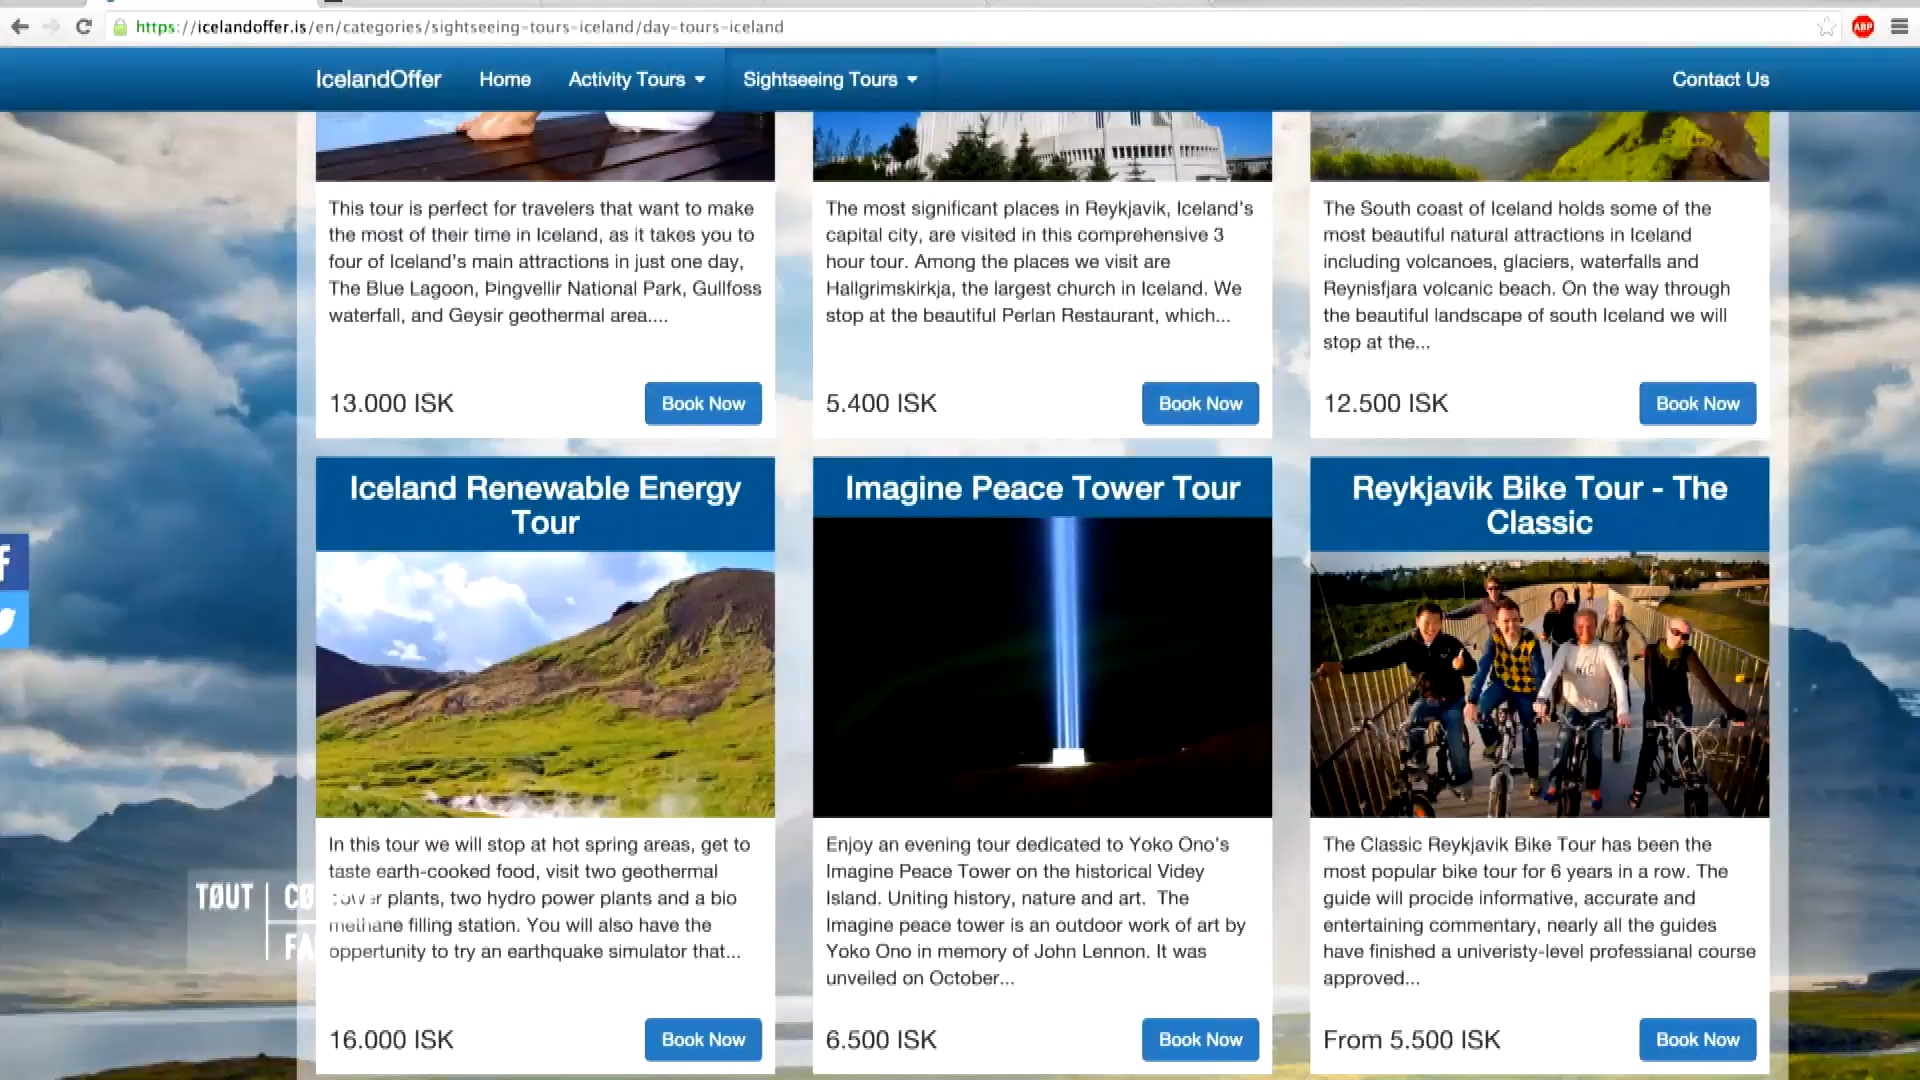 https://icelandoffer.is/en/categories/sightseeing-tours-iceland/day-tours-iceland
ABP
IcelandOffer
Home
Activity Tours
Sightseeing Tours
Contact Us
This tour is perfect for travelers that want to make
the most of their time in Iceland, as it takes you to
four of Iceland's main attractions in just one day,
The Blue Lagoon, Þingvellir National Park, Gullfoss
waterfall, and Geysir geothermal area....
13.000 ISK
Book Now
The most significant places in Reykjavik, Iceland's
capital city, are visited in this comprehensive 3
hour tour. Among the places we visit are
Hallgrimskirkja, the largest church in Iceland. We
stop at the beautiful Perlan Restaurant, which...
5.400 ISK
Book Now
The South coast of Iceland holds some of the
most beautiful natural attractions in Iceland
including volcanoes, glaciers, waterfalls and
Reynisfjara volcanic beach. On the way through
the beautiful landscape of south Iceland we will
stop at the...
12.500 ISK
Book Now
Iceland Renewable Energy
Tour
In this tour we will stop at hot spring areas, get to
taste earth-cooked food, visit two geothermal
power plants, two hydro power plants and a bio
methane filling station. You will also have the
oppertunity to try an earthquake simulator that...
16.000 ISK
Book Now
Imagine Peace Tower Tour
Enjoy an evening tour dedicated to Yoko Ono's
Imagine Peace Tower on the historical Videy
Island. Uniting history, nature and art. The
Imagine peace tower is an outdoor work of art by
Yoko Ono in memory of John Lennon. It was
unveiled on October...
6.500 ISK
Book Now
Reykjavik Bike Tour - The
Classic
The Classic Reykjavik Bike Tour has been the
most popular bike tour for 6 years in a row. The
guide will procide informative, accurate and
entertaining commentary, nearly all the guides
have finished a univeristy-level professianal course
approved...
From 5.500 ISK
Book Now
f
TØUT